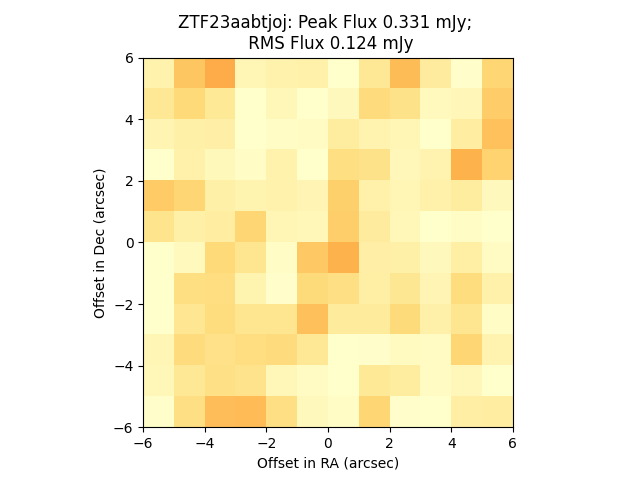 ZTF23aabtjoj: Peak Flux 0.331 mJy;
RMS Flux 0.124 mJy
6
4
2
0
−2
−4
−6
Offset in Dec (arcsec)
−6 −4 −2 0 2 4 6
Offset in RA (arcsec)